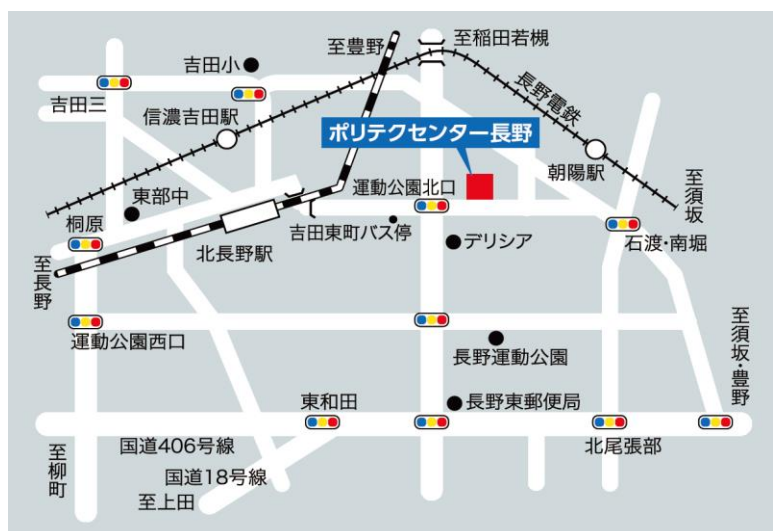 至豊野
至稲田若槻
吉田小
吉田三
信濃吉田駅
長野電鉄
ポリテクセンター長野
朝陽駅
至須坂
東部中
運動公園北口
桐原
吉田東町バス停
石渡・南堀
北長野駅
デリシア
至長野
運動公園西口
長野運動公園
至須坂・豊野
東和田
長野東郵便局
国道406号線
北尾張部
至柳町
国道18号線
至上田